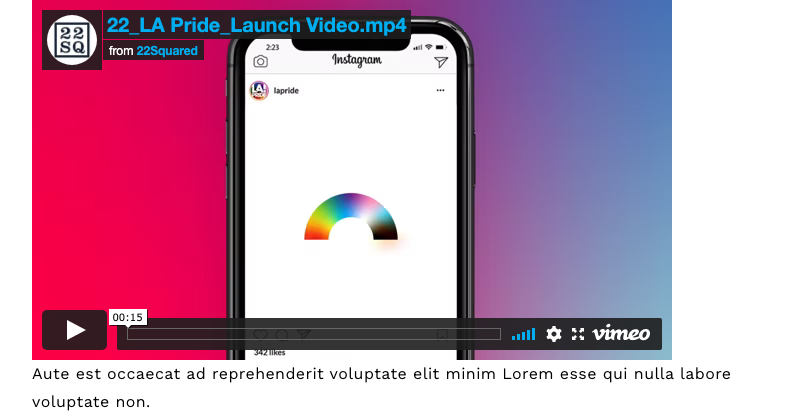 22_LA Pride_Launch Video.mp4
22
SQ
from 22Squared
2:23
Instagram
LA!
lapride
00:15
vimeo
342 likes
Aute est occaecat ad reprehenderit voluptate elit minim Lorem esse qui nulla labore
voluptate non.